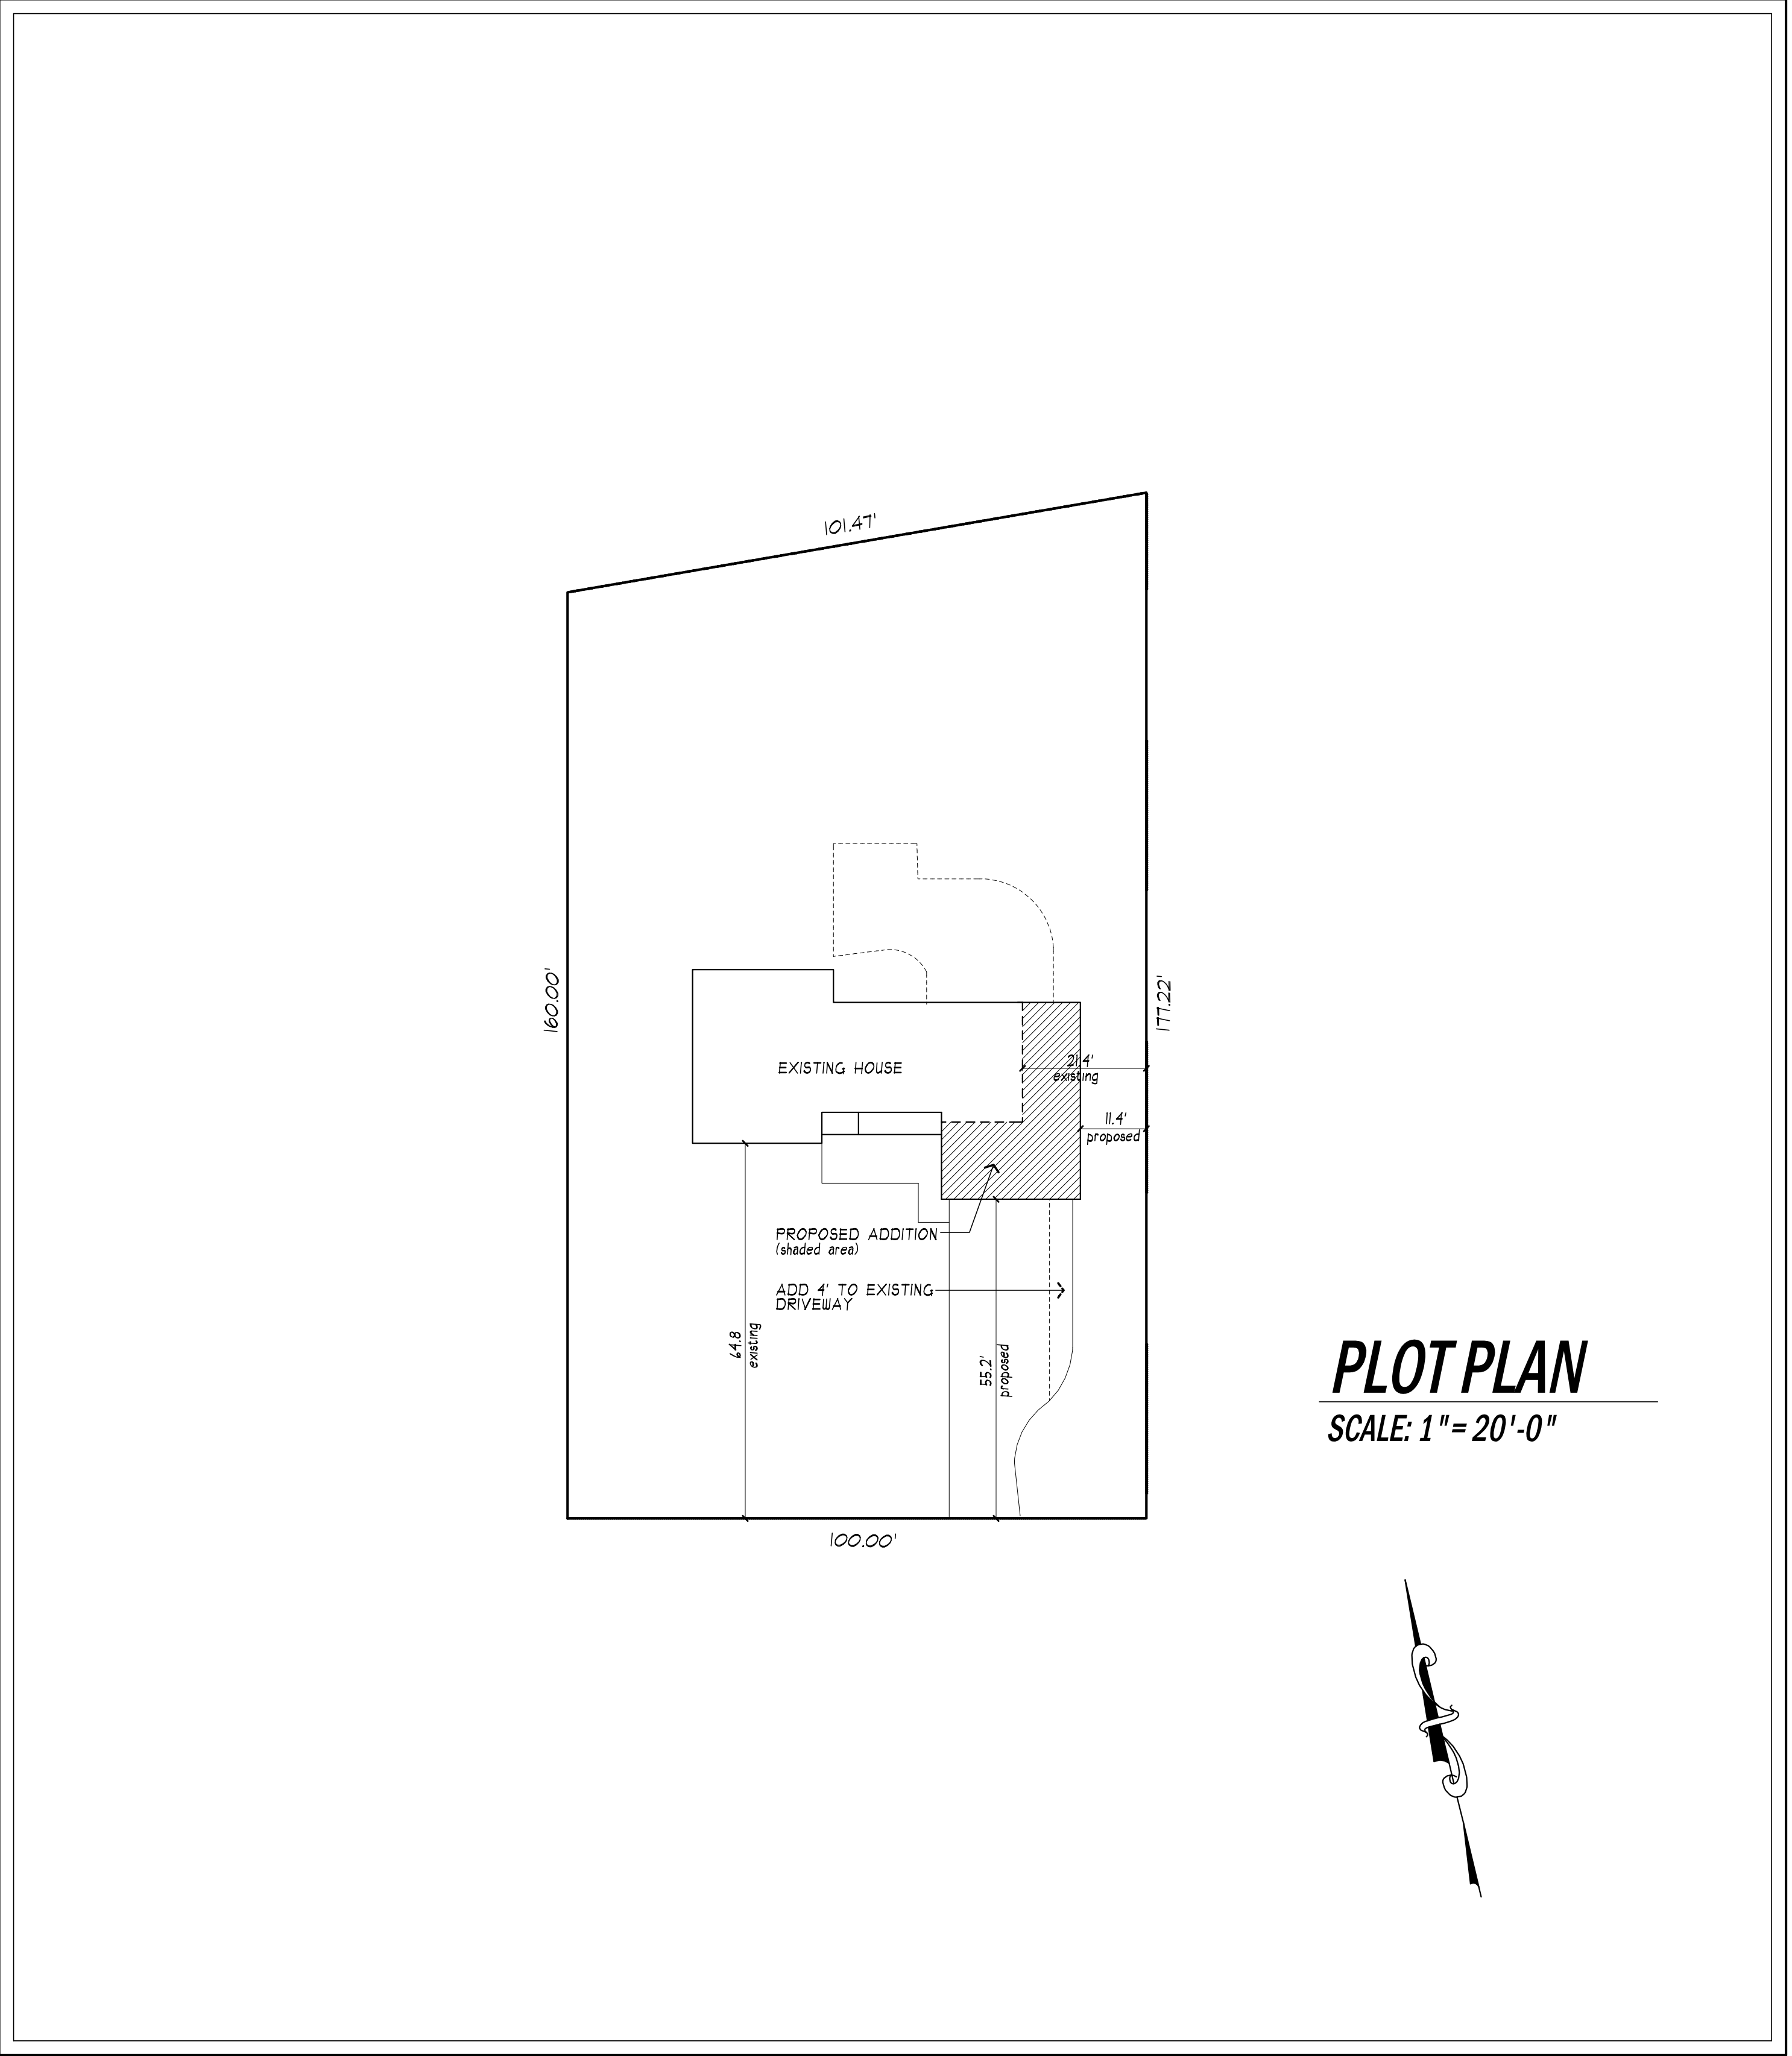 101.47'
160.00'
177.22'
EXISTING HOUSE
21.4'
existing
11.4'
proposed
PROPOSED ADDITION
(shaded area)
ADD 4' TO EXISTING
DRIVEWAY
64.8
existing
55.2'
proposed
100.00'
PLOT PLAN
SCALE: 1"= 20'-0"